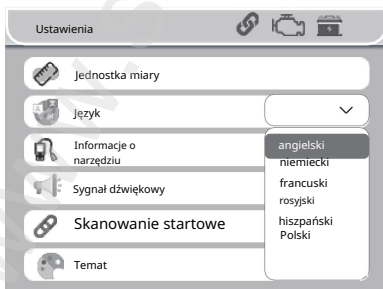 Ustawienia
Jednostka miary
Język
Informacje o
narzędziu
Sygnał dźwiękowy
Skanowanie startowe
Temat
angielski
niemiecki
francuski
rosyjski
hiszpański
Polski